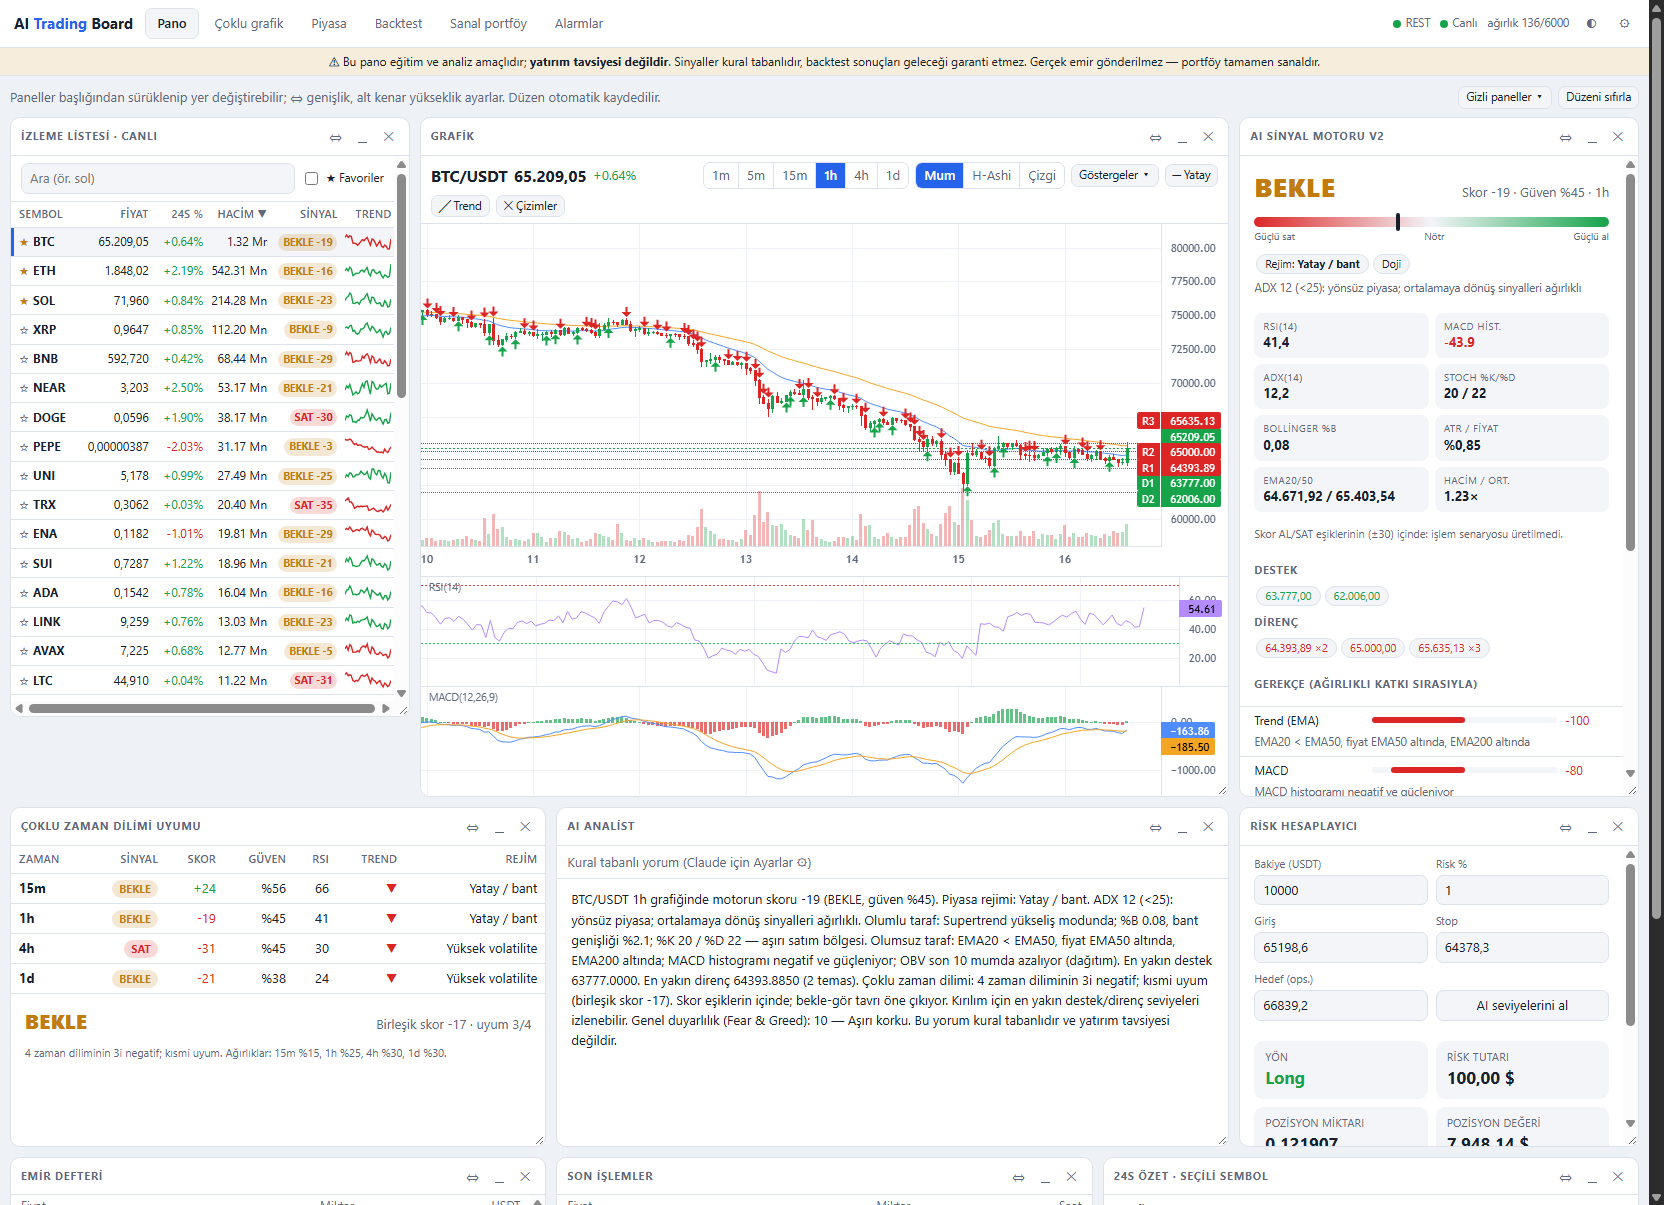 AI Trading Board Pano Çoklu grafik Piyasa Backtest Sanal portföy Alarmlar REST Canlı ağırlık 136/6000
⚠ Bu pano eğitim ve analiz amaçlıdır; yatırım tavsiyesi değildir. Sinyaller kural tabanlıdır, backtest sonuçları geleceği garanti etmez. Gerçek emir gönderilmez — portföy tamamen sanaldır.
Paneller başlığından sürüklenip yer değiştirebilir; ⇔ genişlik, alt kenar yükseklik ayarlar. Düzen otomatik kaydedilir.
Gizli paneller ▾ Düzeni sıfırla
İZLEME LİSTESİ · CANLI
Ara (ör. sol) ★ Favoriler
SEMBOL FİYAT 24S % HACİM ▼ SİNYAL TREND
★ BTC 65.209,05 +0.64% 1.32 Mr BEKLE -19
★ ETH 1.848,02 +2.19% 542.31 Mn BEKLE -16
★ SOL 71,960 +0.84% 214.28 Mn BEKLE -23
☆ XRP 0,9647 +0.85% 112.20 Mn BEKLE -9
☆ BNB 592,720 +0.42% 68.44 Mn BEKLE -29
☆ NEAR 3,203 +2.50% 53.17 Mn BEKLE -21
☆ DOGE 0,0596 +1.90% 38.17 Mn SAT -30
☆ PEPE 0,00000387 -2.03% 31.17 Mn BEKLE -3
☆ UNI 5,178 +0.99% 27.49 Mn BEKLE -25
☆ TRX 0,3062 +0.03% 20.40 Mn SAT -35
☆ ENA 0,1182 -1.01% 19.81 Mn BEKLE -29
☆ SUI 0,7287 +1.22% 18.96 Mn BEKLE -21
☆ ADA 0,1542 +0.78% 16.04 Mn BEKLE -16
☆ LINK 9,259 +0.76% 13.03 Mn BEKLE -23
☆ AVAX 7,225 +0.68% 12.77 Mn BEKLE -5
☆ LTC 44,910 +0.04% 11.22 Mn SAT -31
GRAFİK
BTC/USDT 65.209,05 +0.64% 1m 5m 15m 1h 4h 1d Mum H-Ashi Çizgi Göstergeler ▾ Yatay
Trend Çizimler
80000.00
77500.00
75000.00
72500.00
70000.00
R3 65635.13
65209.05
R2 65000.00
R1 64393.89
D1 63777.00
D2 62006.00
60000.00
10 11 12 13 14 15 16
RSI(14)
60.00
54.61
40.00
20.00
MACD(12,26,9)
0.00
−163.86
−185.50
−1000.00
AI SİNYAL MOTORU V2
BEKLE Skor -19 · Güven %45 · 1h
Güçlü sat Nötr Güçlü al
Rejim: Yatay / bant Doji
ADX 12 (<25): yönsüz piyasa; ortalamaya dönüş sinyalleri ağırlıklı
RSI(14) MACD HİST.
41,4 -43.9
ADX(14) STOCH %K/%D
12,2 20 / 22
BOLLİNGER %B ATR / FİYAT
0,08 %0,85
EMA20/50 HACİM / ORT.
64.671,92 / 65.403,54 1.23×
Skor AL/SAT eşiklerinin (±30) içinde: işlem senaryosu üretilmedi.
DESTEK
63.777,00 62.006,00
DİRENÇ
64.393,89 ×2 65.000,00 65.635,13 ×3
GEREKÇE (AĞIRLIKLI KATKI SIRASIYLA)
Trend (EMA) -100
EMA20 < EMA50, fiyat EMA50 altında, EMA200 altında
MACD -80
MACD histogramı negatif ve güçleniyor
ÇOKLU ZAMAN DİLİMİ UYUMU
ZAMAN SİNYAL SKOR GÜVEN RSI TREND REJİM
15m BEKLE +24 %56 66 ▼ Yatay / bant
1h BEKLE -19 %45 41 ▼ Yatay / bant
4h SAT -31 %45 30 ▼ Yüksek volatilite
1d BEKLE -21 %38 24 ▼ Yüksek volatilite
BEKLE Birleşik skor -17 · uyum 3/4
4 zaman diliminin 3i negatif; kısmi uyum. Ağırlıklar: 15m %15, 1h %25, 4h %30, 1d %30.
AI ANALİST
Kural tabanlı yorum (Claude için Ayarlar ⚙)
BTC/USDT 1h grafiğinde motorun skoru -19 (BEKLE, güven %45). Piyasa rejimi: Yatay / bant. ADX 12 (<25):
yönsüz piyasa; ortalamaya dönüş sinyalleri ağırlıklı. Olumlu taraf: Supertrend yükseliş modunda; %B 0.08, bant
genişliği %2.1; %K 20 / %D 22 — aşırı satım bölgesi. Olumsuz taraf: EMA20 < EMA50, fiyat EMA50 altında,
EMA200 altında; MACD histogramı negatif ve güçleniyor; OBV son 10 mumda azalıyor (dağıtım). En yakın destek
63777.0000. En yakın direnç 64393.8850 (2 temas). Çoklu zaman dilimi: 4 zaman diliminin 3i negatif; kısmi uyum
(birleşik skor -17). Skor eşiklerin içinde; bekle-gör tavrı öne çıkıyor. Kırılım için en yakın destek/direnç seviyeleri
izlenebilir. Genel duyarlılık (Fear & Greed): 10 — Aşırı korku. Bu yorum kural tabanlıdır ve yatırım tavsiyesi
değildir.
RİSK HESAPLAYICI
Bakiye (USDT) Risk %
10000 1
Giriş Stop
65198,6 64378,3
Hedef (ops.)
66839,2 AI seviyelerini al
YÖN RİSK TUTARI
Long 100,00 $
POZİSYON MİKTARI POZİSYON DEĞERİ
0,121907 7.948,14 $
EMİR DEFTERİ
Fiyat Miktar USDT
SON İŞLEMLER
Fiyat Miktar Saat
24S ÖZET · SEÇİLİ SEMBOL